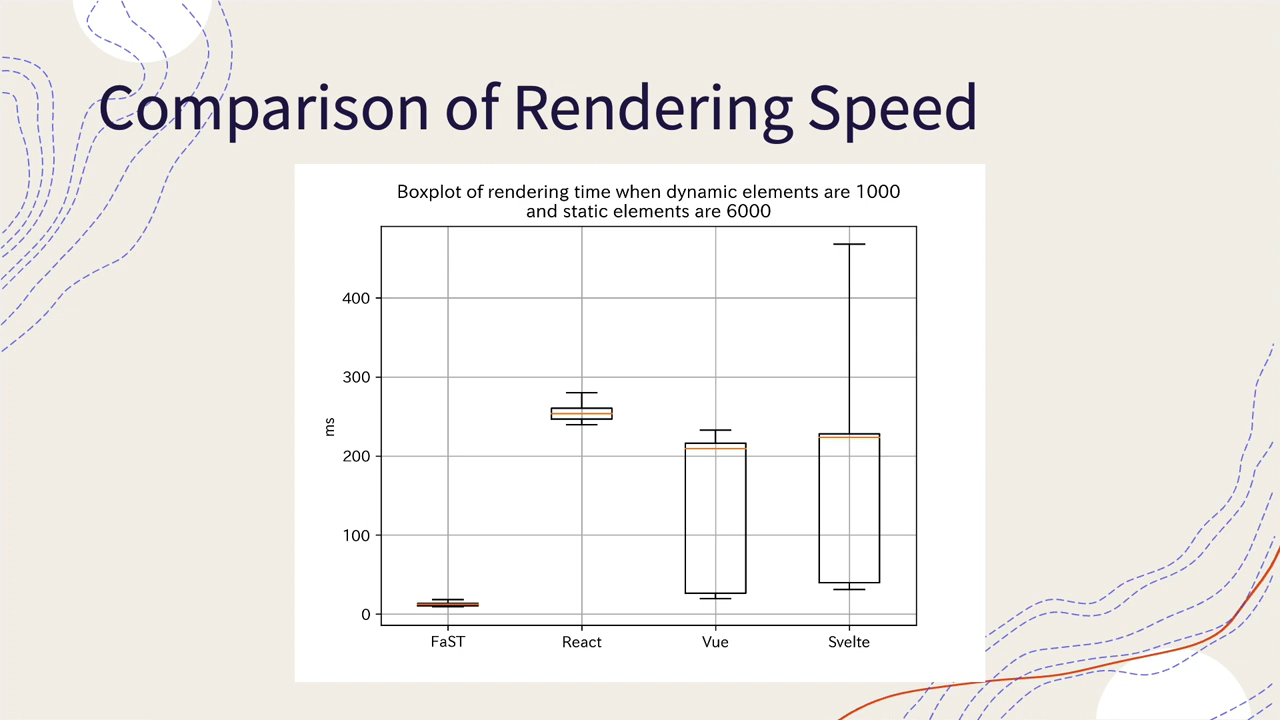 Comparison of Rendering Speed
Boxplot of rendering time when dynamic elements are 1000
and static elements are 6000
ms
400
300
200
100
0
FaST React Vue Svelte